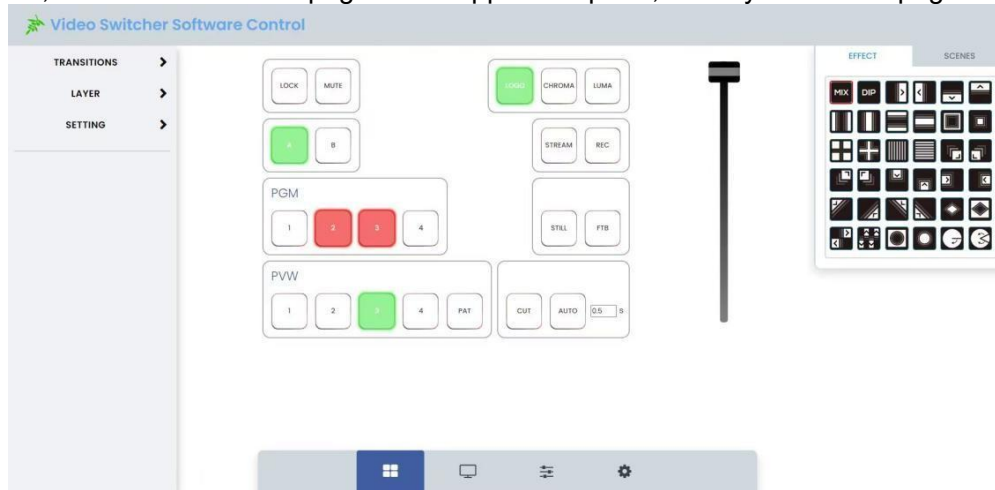 Video Switcher Software Control
TRANSITIONS
LAYER
SETTING
LOCK MUTE
LOGO CHROMA LUMA
A B
STREAM REC
PGM
1 2 3 4
STILL FTB
PVW
1 2 3 4 PAT
CUT AUTO 0.5 S
EFFECT SCENES
MIX DIP